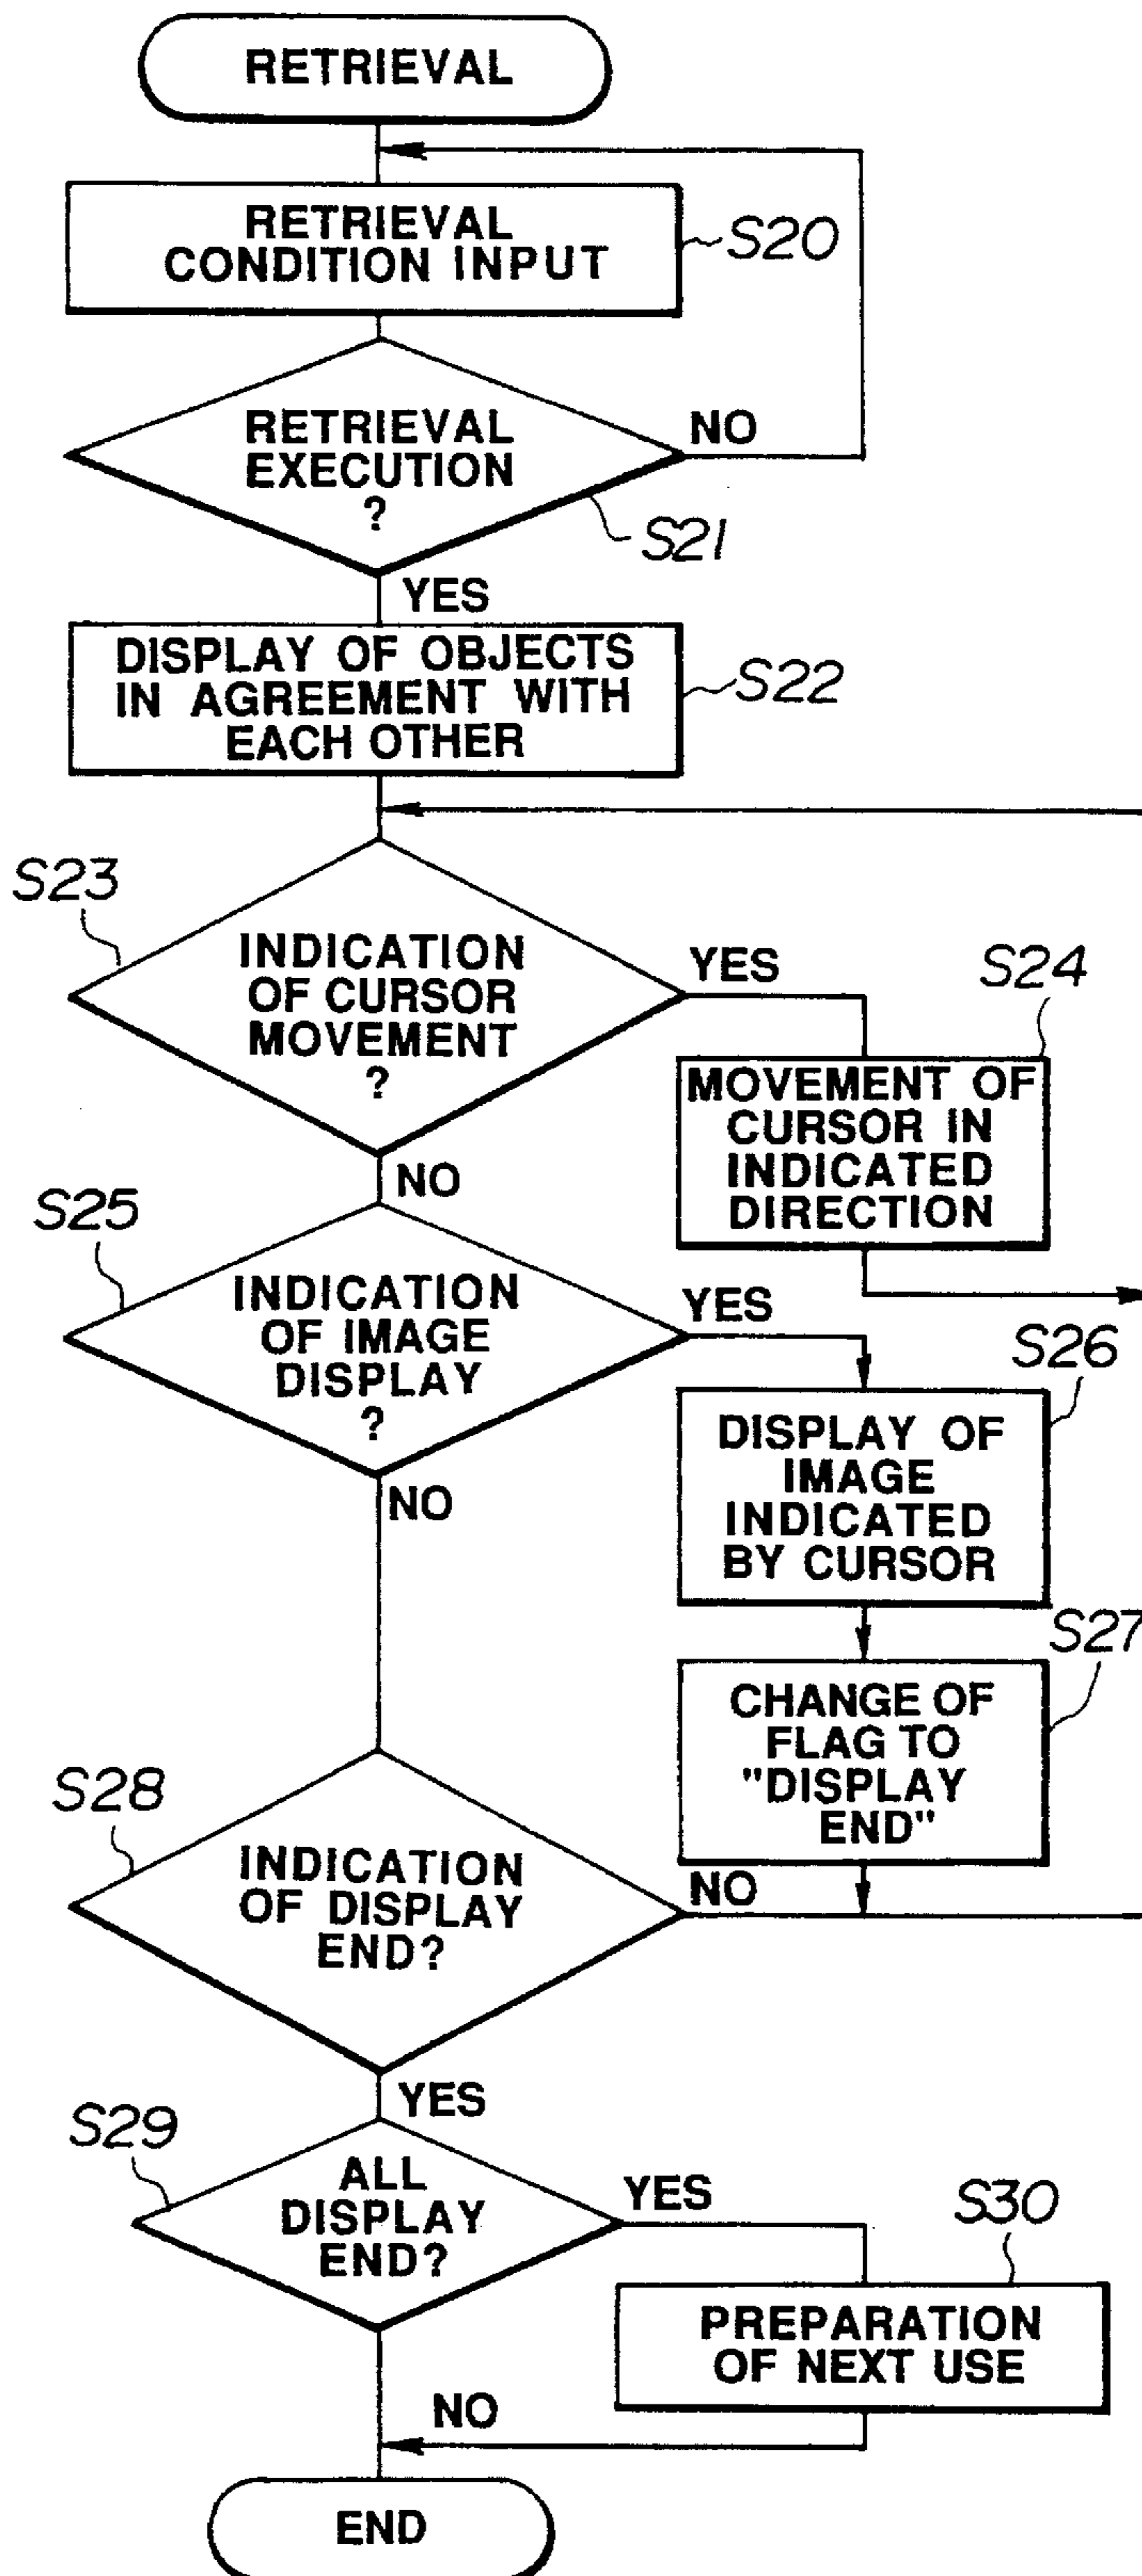 RETRIEVAL
RETRIEVAL
CONDITION INPUT
S20
RETRIEVAL
EXECUTION
?
NO
S21
YES
DISPLAY OF OBJECTS
IN AGREEMENT WITH
EACH OTHER
S22
S23
INDICATION
OF CURSOR
MOVEMENT
?
YES
S24
MOVEMENT OF
CURSOR IN
INDICATED
DIRECTION
NO
S25
INDICATION
OF IMAGE
DISPLAY
?
YES
S26
DISPLAY OF
IMAGE
INDICATED
BY CURSOR
NO
S27
CHANGE OF
FLAG TO
"DISPLAY
END"
S28
INDICATION
OF DISPLAY
END?
NO
YES
S29
ALL
DISPLAY
END?
YES
S30
PREPARATION
OF NEXT USE
NO
END